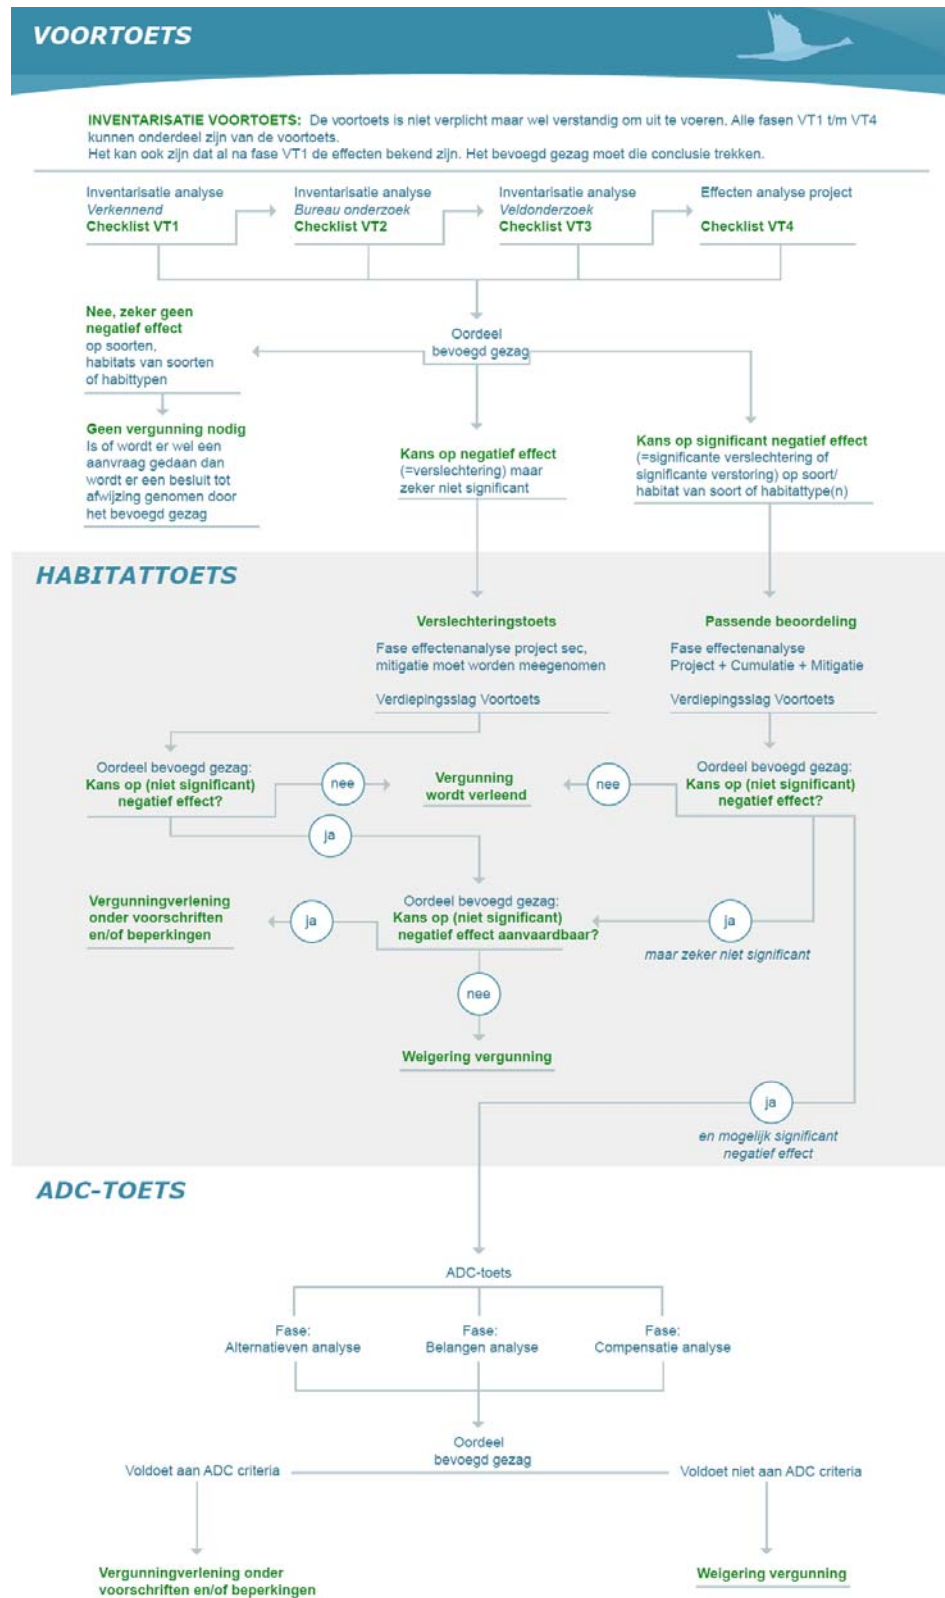 VOORTOETS
INVENTARISATIE VOORTOETS: De voortoets is niet verplicht maar wel verstandig om uit te voeren. Alle fasen VT1 t/m VT4
kunnen onderdeel zijn van de voortoets.
Het kan ook zijn dat al na fase VT1 de effecten bekend zijn. Het bevoegd gezag moet die conclusie trekken.
Inventarisatie analyse
Verkennend
Checklist VT1
Inventarisatie analyse
Bureau onderzoek
Checklist VT2
Inventarisatie analyse
Veldonderzoek
Checklist VT3
Effecten analyse project
Checklist VT4
Nee, zeker geen
negatief effect
op soorten,
habitats van soorten
of habittypen
Oordeel
bevoegd gezag
Geen vergunning nodig
Is of wordt er wel een
aanvraag gedaan dan
wordt er een besluit tot
afwijzing genomen door
het bevoegd gezag
Kans op negatief effect
(=verslechtering) maar
zeker niet significant
Kans op significant negatief effect
(=significante verslechtering of
significante verstoring) op soort/
habitat van soort of habitattype(n)
HABITATTOETS
Verslechteringstoets
Fase effectenanalyse project sec,
mitigatie moet worden meegenomen
Verdiepingsslag Voortoets
Passende beoordeling
Fase effectenanalyse
Project + Cumulatie + Mitigatie
Verdiepingsslag Voortoets
Oordeel bevoegd gezag:
Kans op (niet significant)
negatief effect?
nee
Vergunning
wordt verleend
nee
Oordeel bevoegd gezag:
Kans op (niet significant)
negatief effect?
ja
Vergunningverlening
onder voorschriften
en/of beperkingen
ja
Oordeel bevoegd gezag:
Kans op (niet significant)
negatief effect aanvaardbaar?
ja
maar zeker niet significant
nee
Weigering vergunning
ja
en mogelijk significant
negatief effect
ADC-TOETS
ADC-toets
Fase:
Alternatieven analyse
Fase:
Belangen analyse
Fase:
Compensatie analyse
Oordeel
bevoegd gezag
Voldoet aan ADC criteria
Voldoet niet aan ADC criteria
Vergunningverlening onder
voorschriften en/of beperkingen
Weigering vergunning